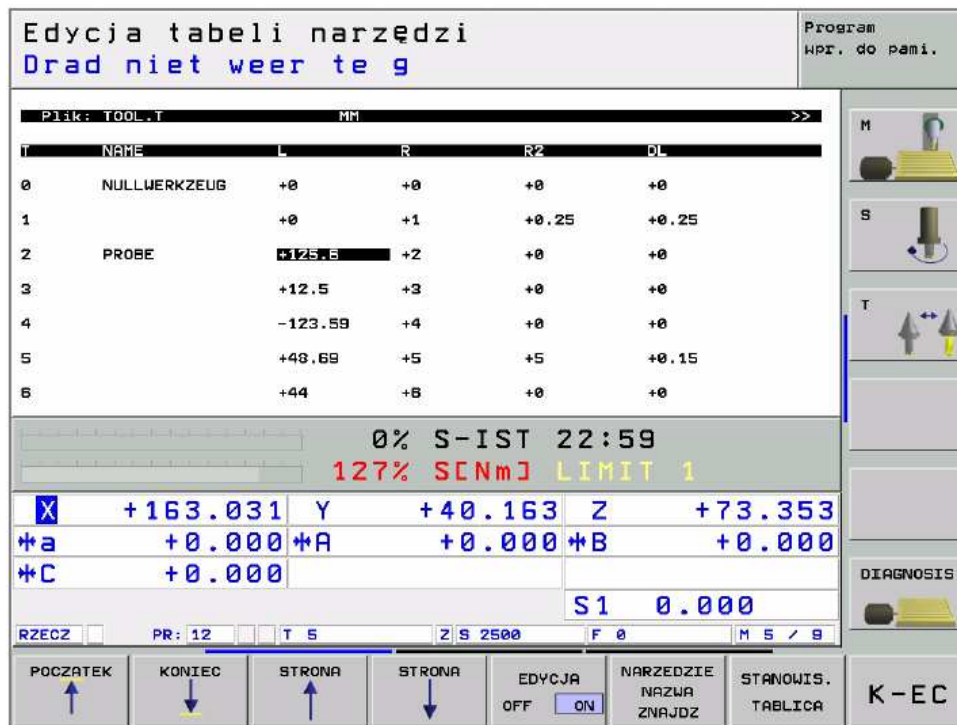 Edycja tabeli narzędzi
Drad niet weer te g
Program
wpr. do pami.
Plik: TOOL.T MM >>
T NAME L R R2 DL
0 NULLWERKZEUG +0 +0 +0 +0
1 +0 +1 +0.25 +0.25
2 PROBE +125.6 +2 +0 +0
3 +12.5 +3 +0 +0
4 -123.59 +4 +0 +0
5 +48.69 +5 +5 +0.15
6 +44 +6 +0 +0
M
S
T
0% S-IST 22:59
127% S[Nm] LIMIT 1
X +163.031 Y +40.163 Z +73.353
a +0.000 A +0.000 B +0.000
C +0.000
S1 0.000
RZECZ PR: 12 T 5 Z S 2500 F 0 M 5 / 9
DIAGNOSIS
POCZĄTEK
KONIEC
STRONA
STRONA
EDYCJA
OFF ON
NARZEDZIE
NAZWA
ZNAJDZ
STANOWIS.
TABLICA
K-EC